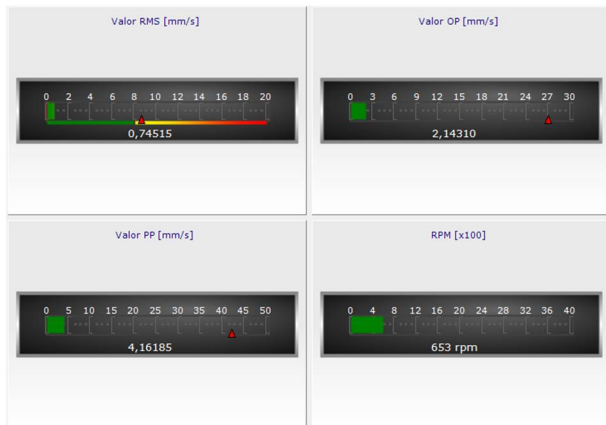 Valor RMS [mm/s]
0 2 4 6 8 10 12 14 16 18 20
0,74515
Valor OP [mm/s]
0 3 6 9 12 15 18 21 24 27 30
2,14310
Valor PP [mm/s]
0 5 10 15 20 25 30 35 40 45 50
4,16185
RPM [x100]
0 4 8 12 16 20 24 28 32 36 40
653 rpm